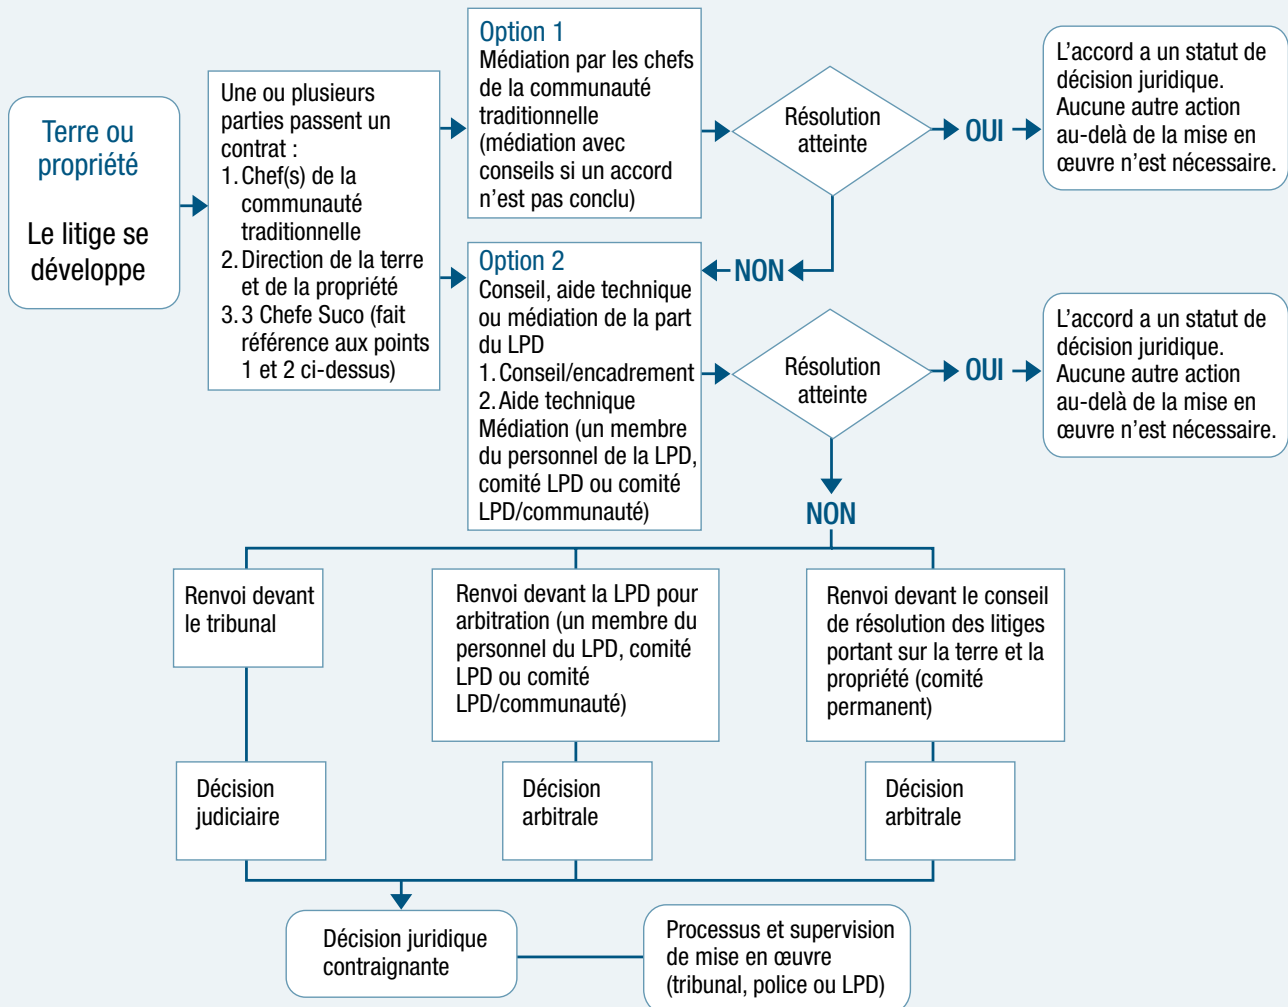 Terre ou
propriété
Le litige se
développe
Une ou plusieurs
parties passent un
contrat :
1. Chef(s) de la
communauté
traditionnelle
2. Direction de la terre
et de la propriété
3. 3 Chefe Suco (fait
référence aux points
1 et 2 ci-dessus)
Option 1
Médiation par les chefs
de la communauté
traditionnelle
(médiation avec
conseils si un accord
n’est pas conclu)
Résolution
atteinte
OUI
L’accord a un statut de
décision juridique.
Aucune autre action
au-delà de la mise en
œuvre n’est nécessaire.
NON
Option 2
Conseil, aide technique
ou médiation de la part
du LPD
1. Conseil/encadrement
2. Aide technique
Médiation (un membre
du personnel de la LPD,
comité LPD ou comité
LPD/communauté)
Résolution
atteinte
OUI
L’accord a un statut de
décision juridique.
Aucune autre action
au-delà de la mise en
œuvre n’est nécessaire.
NON
Renvoi devant
le tribunal
Renvoi devant la LPD pour
arbitration (un membre du
personnel du LPD, comité
LPD ou comité
LPD/communauté)
Renvoi devant le conseil
de résolution des litiges
portant sur la terre et la
propriété (comité
permanent)
Décision
judiciaire
Décision
arbitrale
Décision
arbitrale
Décision juridique
contraignante
Processus et supervision
de mise en œuvre
(tribunal, police ou LPD)